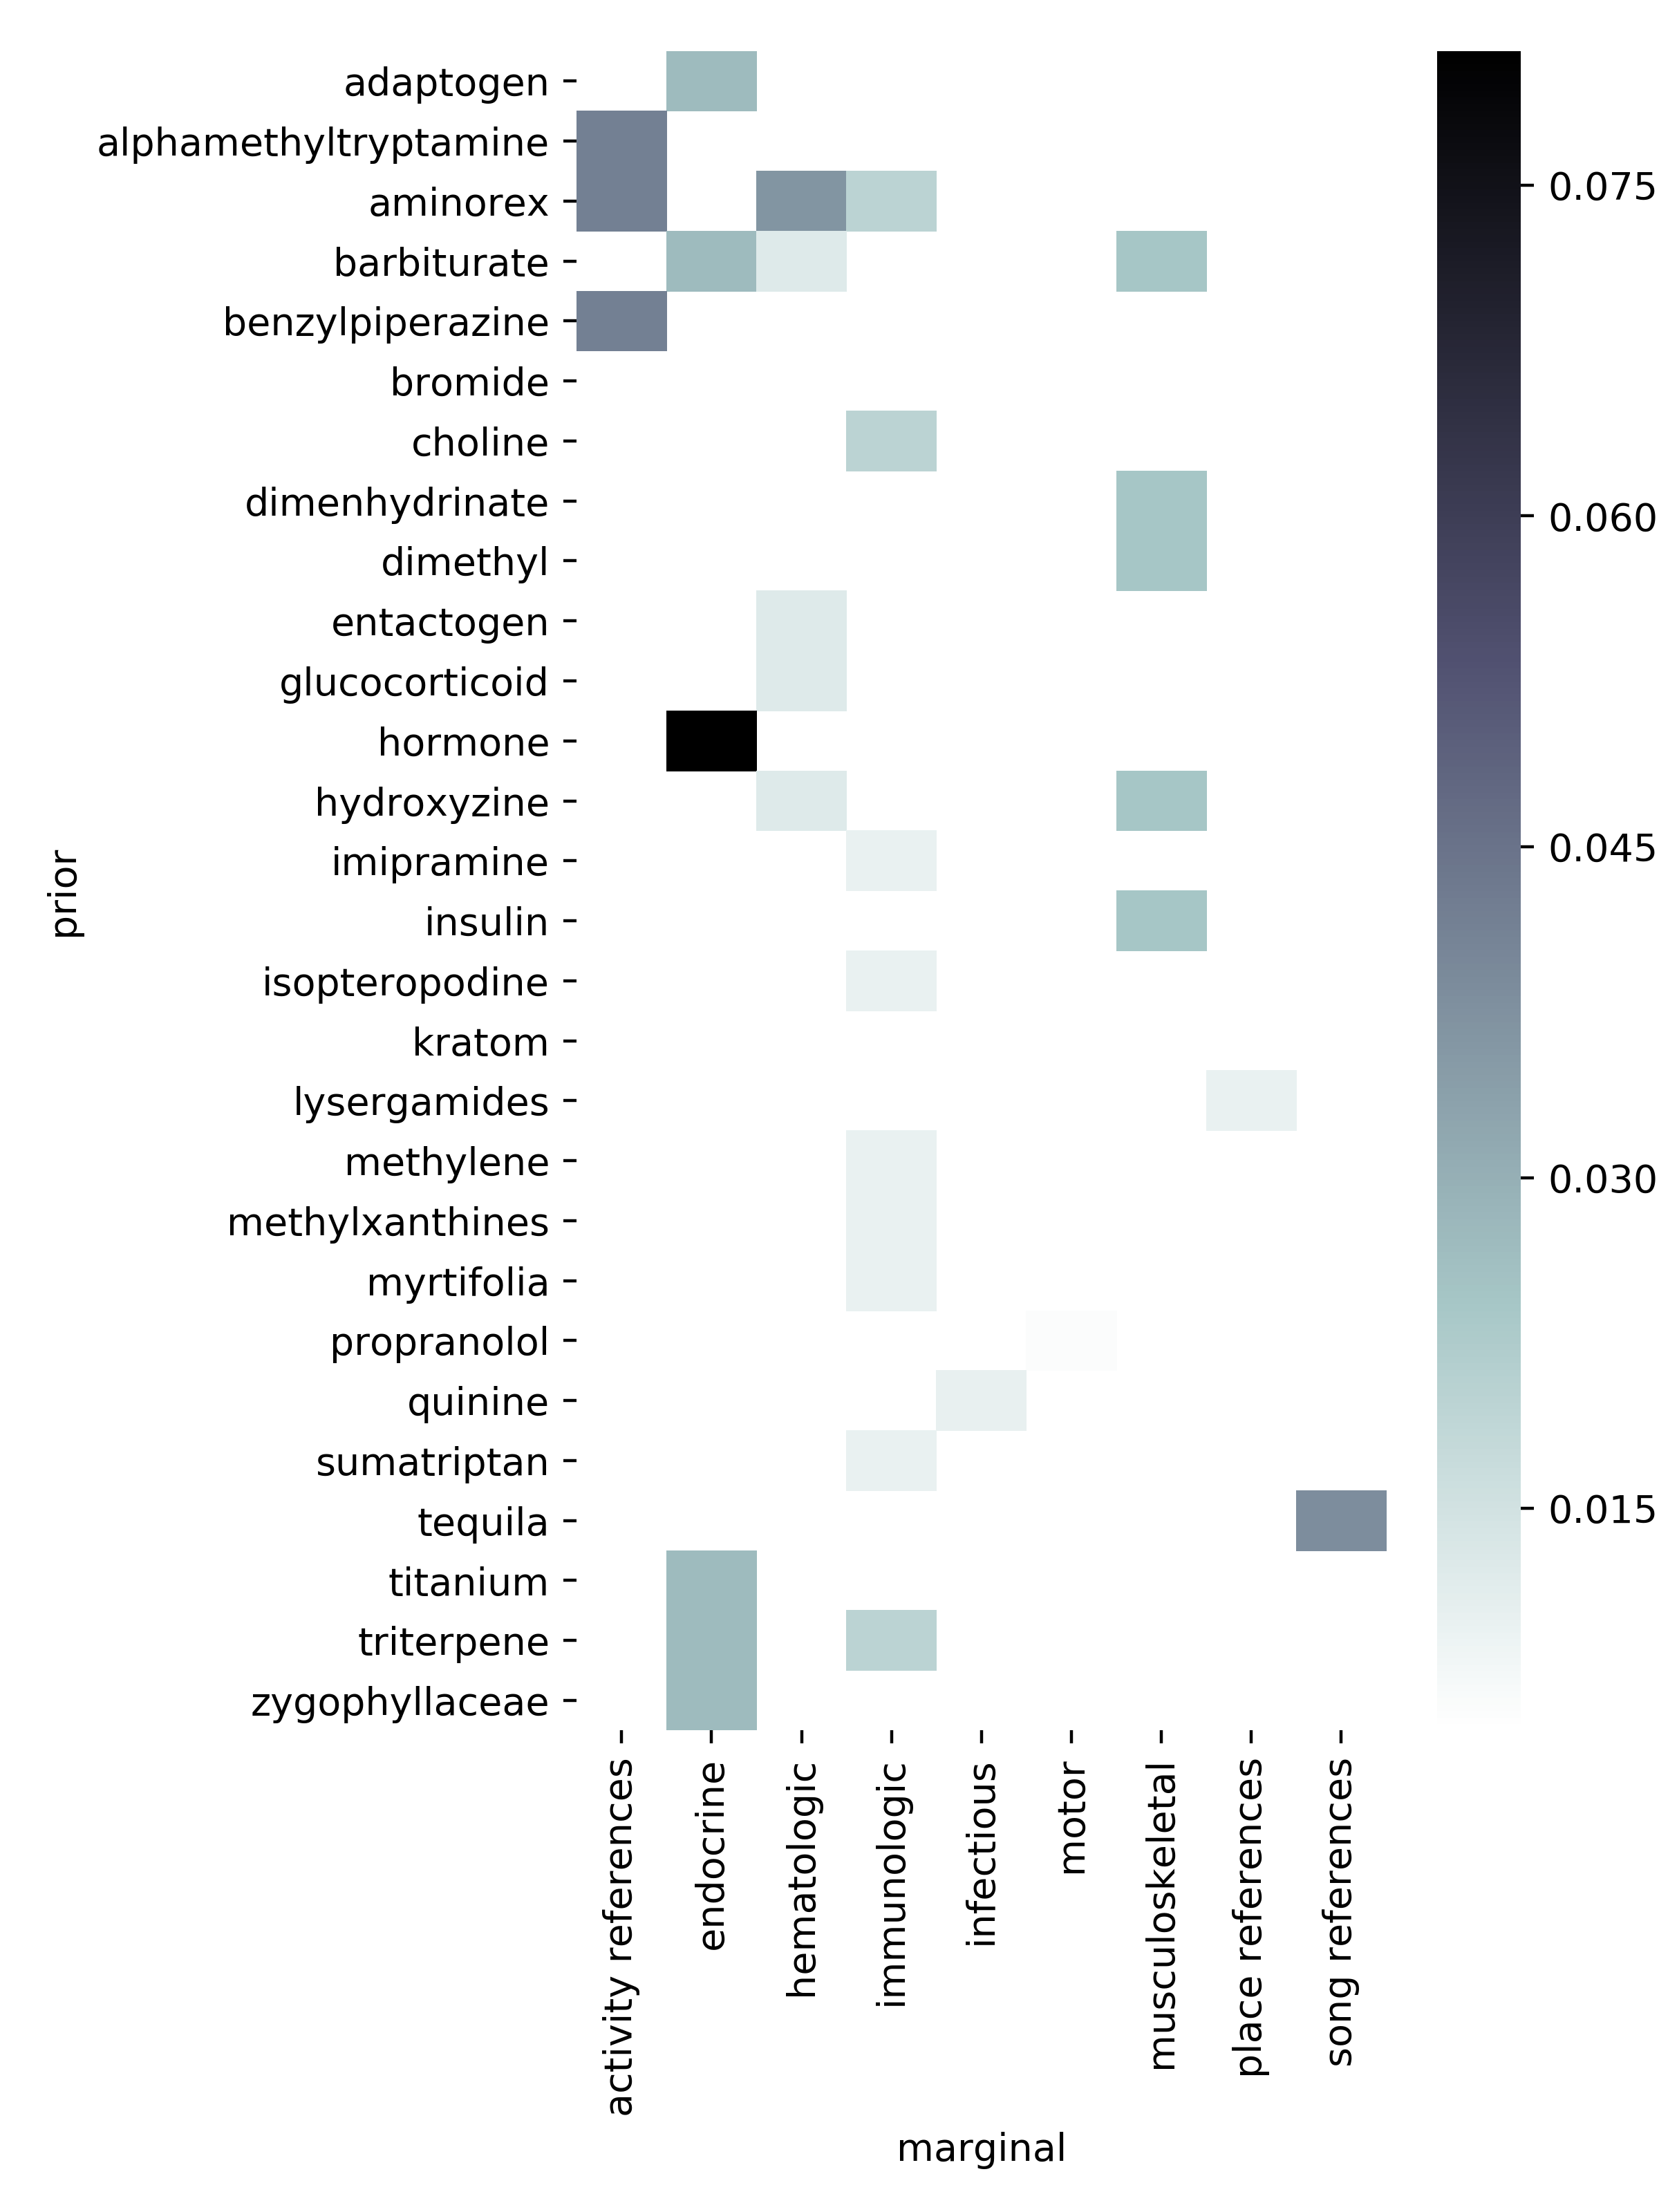 adaptogen
alphamethyltryptamine
aminorex
barbiturate
benzylpiperazine
bromide
choline
dimenhydrinate
dimethyl
entactogen
glucocorticoid
hormone
hydroxyzine
imipramine
insulin
isopteropodine
kratom
lysergamides
methylene
methylxanthines
myrtifolia
propranolol
quinine
sumatriptan
tequila
titanium
triterpene
zygophyllaceae
prior
activity references
endocrine
hematologic
immunologic
infectious
motor
musculoskeletal
place references
song references
marginal
0.075
0.060
0.045
0.030
0.015